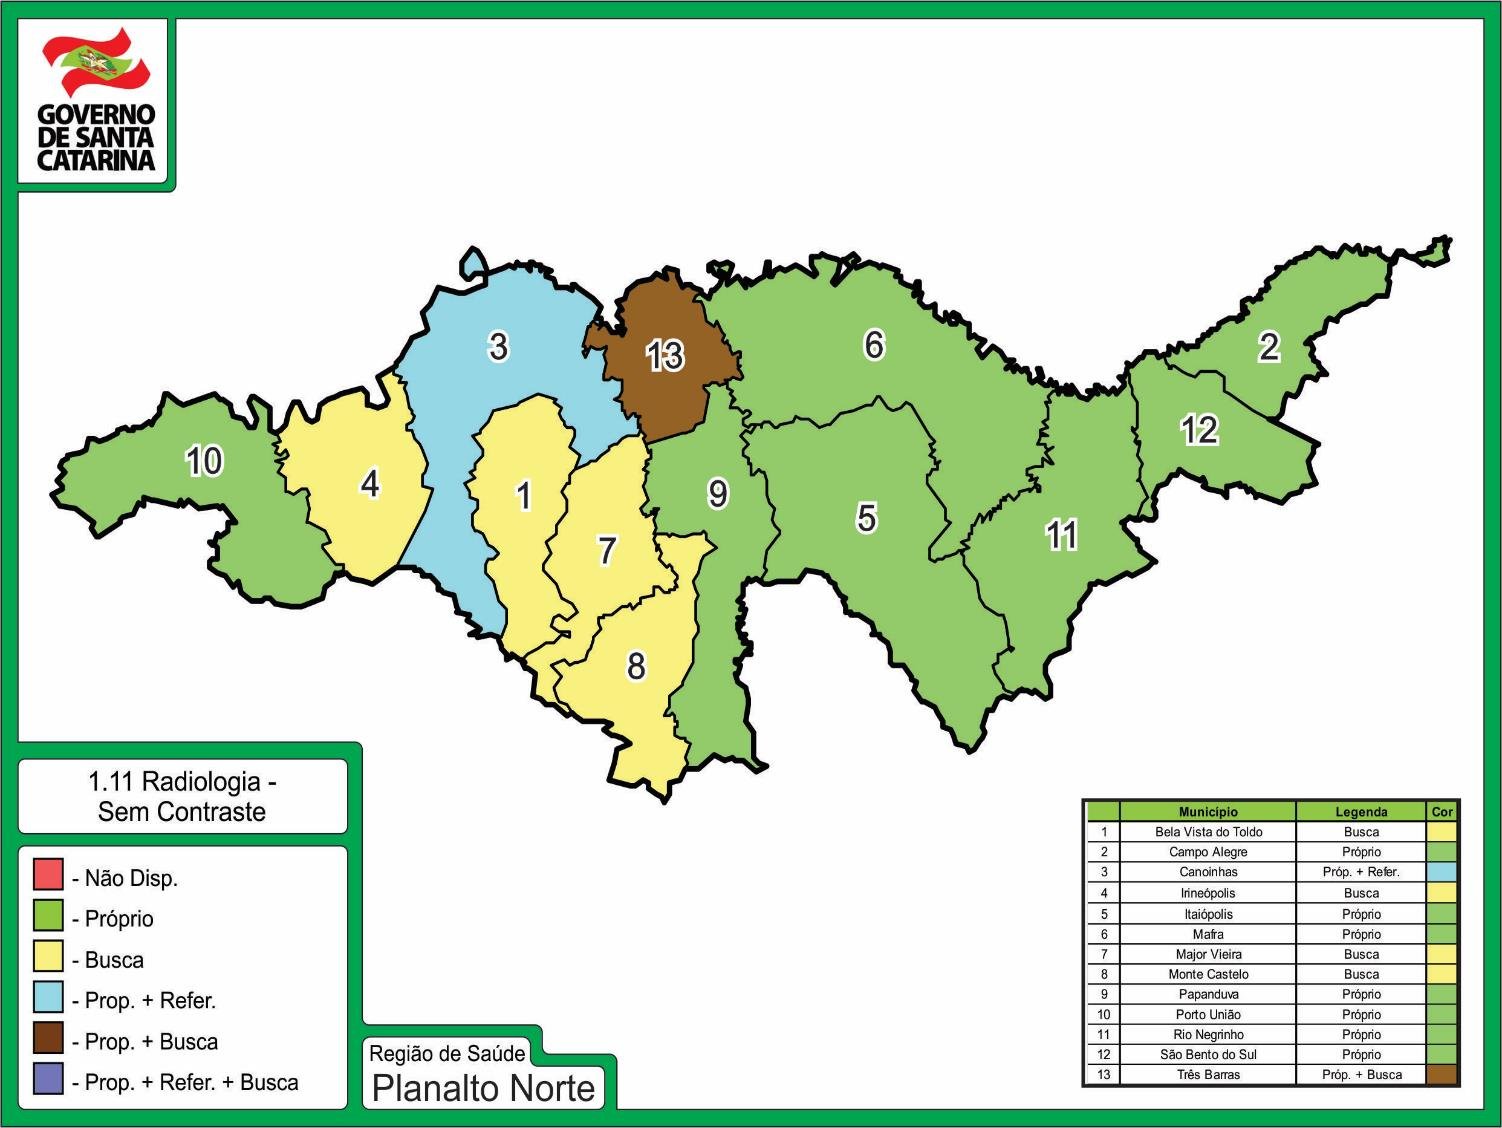 GOVERNO
DE SANTA
CATARINA
3
13
6
2
12
10
4
1
9
5
11
7
8
1.11 Radiologia -
Sem Contraste
- Não Disp.
- Próprio
- Busca
- Prop. + Refer.
- Prop. + Busca
- Prop. + Refer. + Busca
Região de Saúde
Planalto Norte
Município Legenda Cor
1 Bela Vista do Toldo Busca
2 Campo Alegre Próprio
3 Canoinhas Próp. + Refer.
4 Irineópolis Busca
5 Itaiópolis Próprio
6 Mafra Próprio
7 Major Vieira Busca
8 Monte Castelo Busca
9 Papanduva Próprio
10 Porto União Próprio
11 Rio Negrinho Próprio
12 São Bento do Sul Próprio
13 Três Barras Próp. + Busca